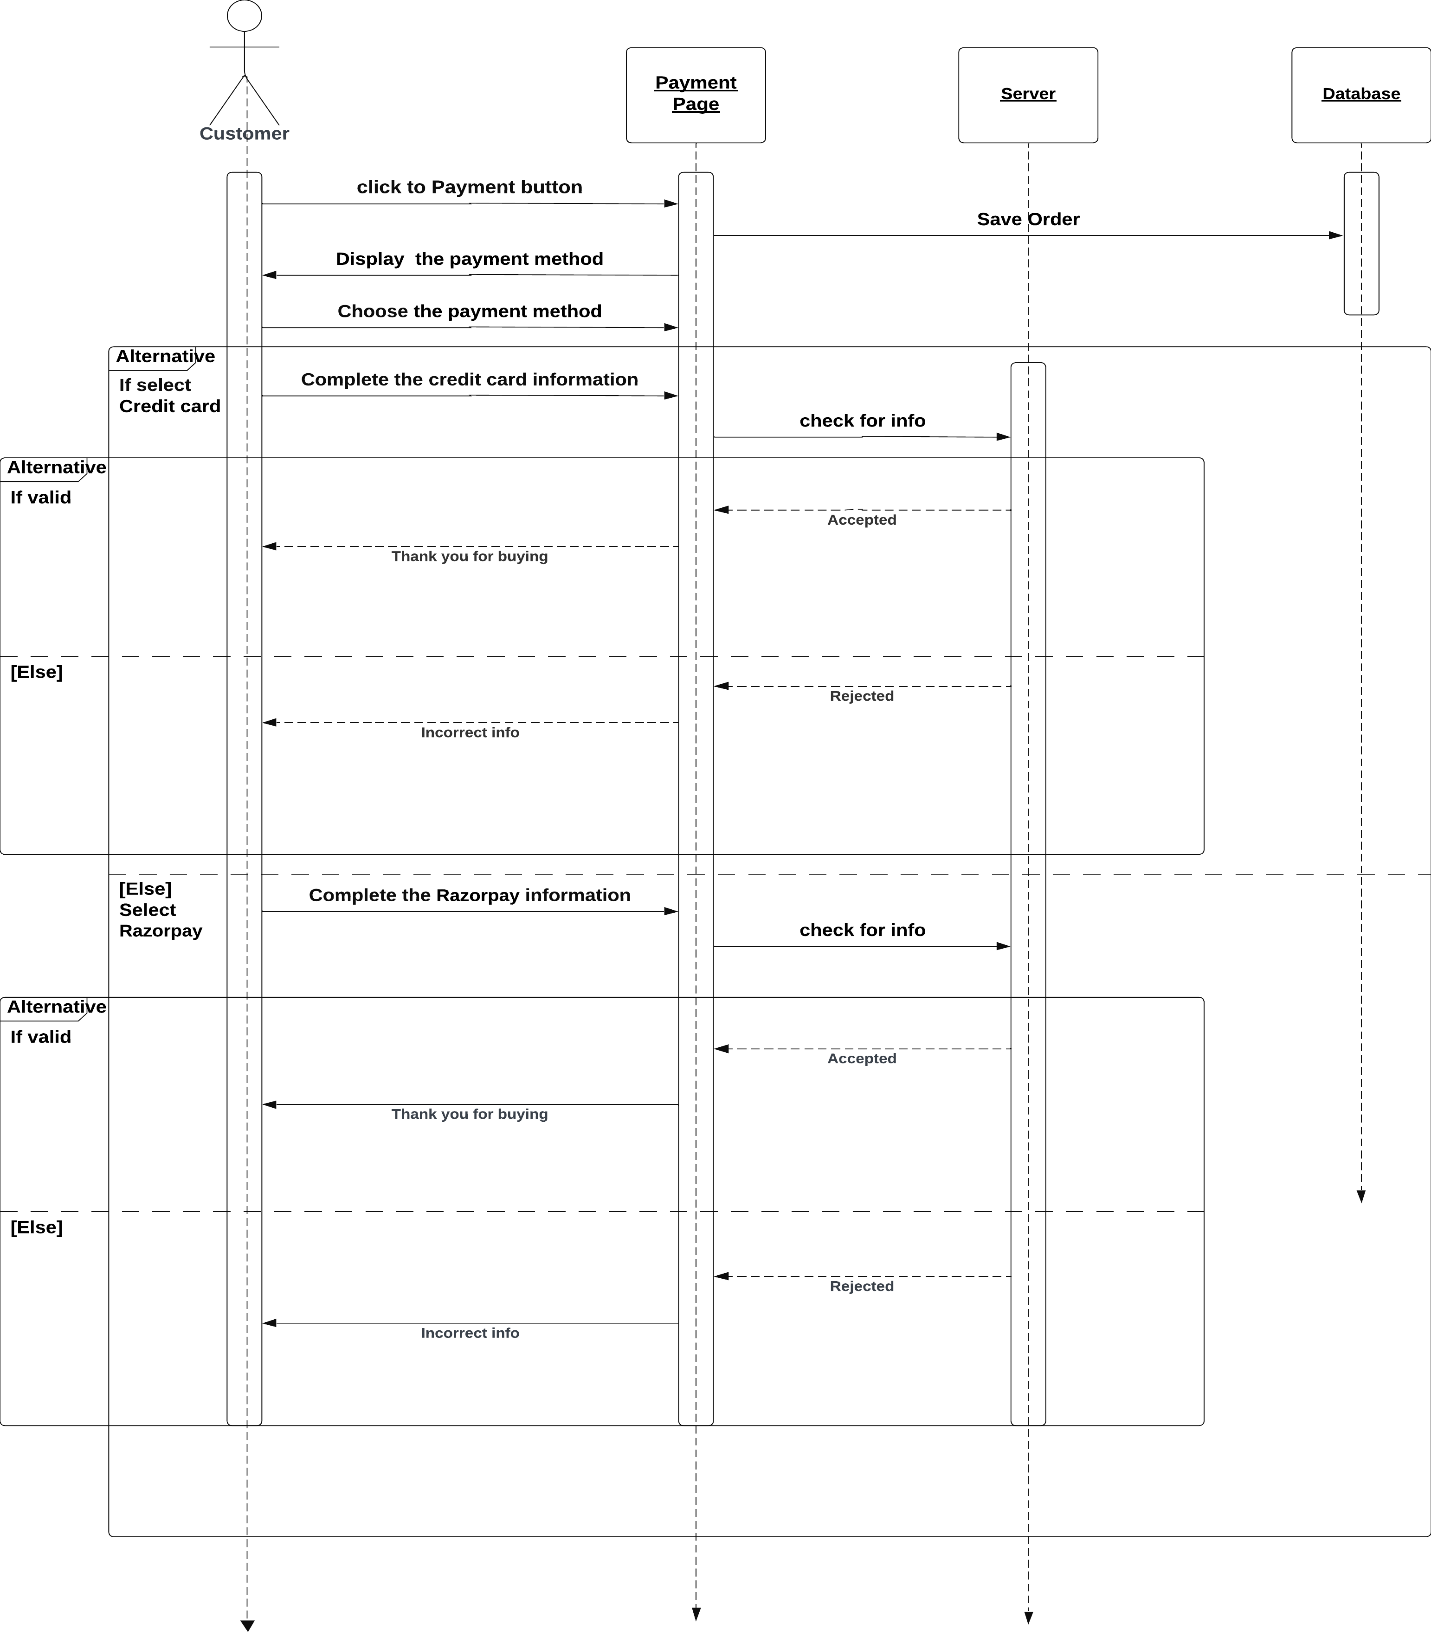 Customer
Payment
Page
Server
Database
click to Payment button
Save Order
Display the payment method
Choose the payment method
Alternative
If select
Credit card
Complete the credit card information
check for info
Alternative
If valid
Accepted
Thank you for buying
[Else]
Rejected
Incorrect info
[Else]
Select
Razorpay
Complete the Razorpay information
check for info
Alternative
If valid
Accepted
Thank you for buying
[Else]
Rejected
Incorrect info